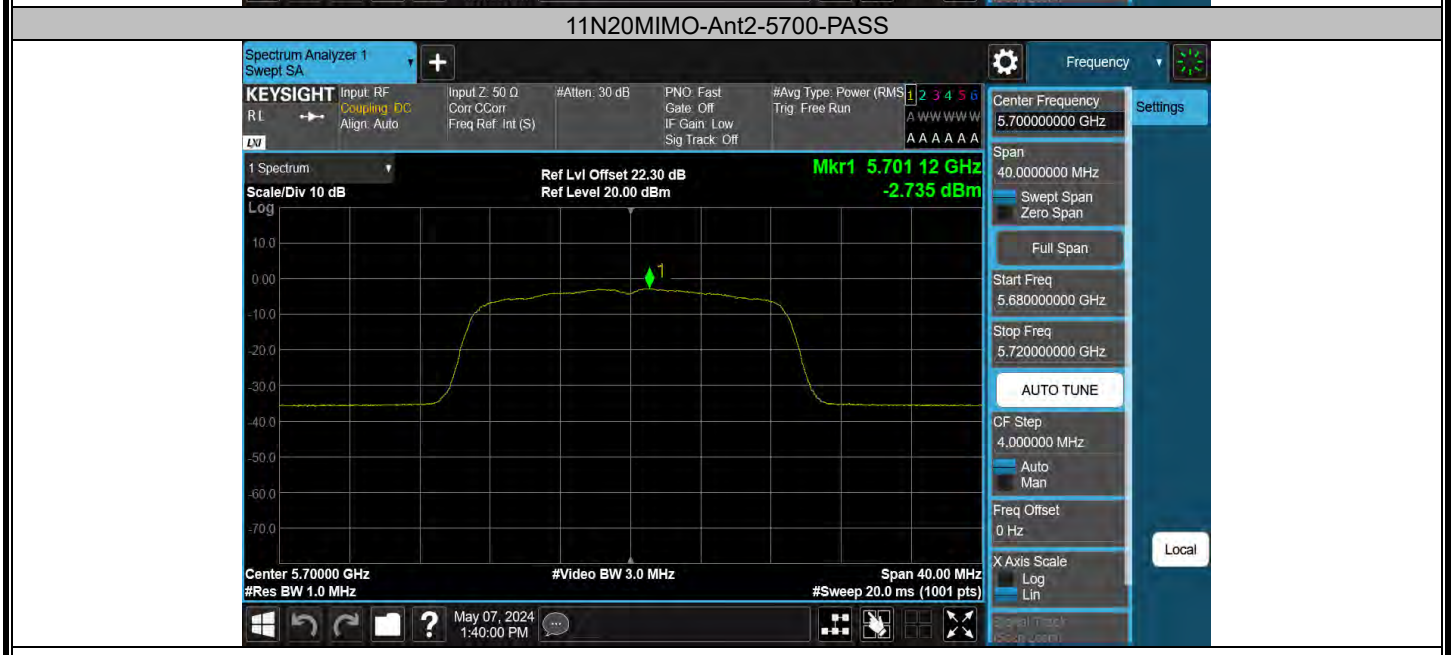 11N20MIMO-Ant2-5700-PASS
Spectrum Analyzer 1
Swept SA
Frequency
KEYSIGHT
RL
LXI
Input: RF
Coupling: DC
Align: Auto
Input Z: 50 Ω
Corr CCorr
Freq Ref: Int (S)
#Atten: 30 dB
PNO: Fast
Gate: Off
IF Gain: Low
Sig Track: Off
#Avg Type: Power (RMS
Trig: Free Run
1 2 3 4 5 6
A W W W W W
A A A A A A
Center Frequency
5.700000000 GHz
Settings
Span
40.0000000 MHz
Swept Span
Zero Span
Full Span
Start Freq
5.680000000 GHz
Stop Freq
5.720000000 GHz
AUTO TUNE
CF Step
4.000000 MHz
Auto
Man
Freq Offset
0 Hz
X Axis Scale
Log
Lin
Signal Track
(Span Zoom)
Local
1 Spectrum
Scale/Div 10 dB
Log
Ref Lvl Offset 22.30 dB
Ref Level 20.00 dBm
Mkr1 5.701 12 GHz
-2.735 dBm
1
10.0
0.00
-10.0
-20.0
-30.0
-40.0
-50.0
-60.0
-70.0
Center 5.70000 GHz
#Video BW 3.0 MHz
Span 40.00 MHz
#Res BW 1.0 MHz
#Sweep 20.0 ms (1001 pts)
?
May 07, 2024
1:40:00 PM